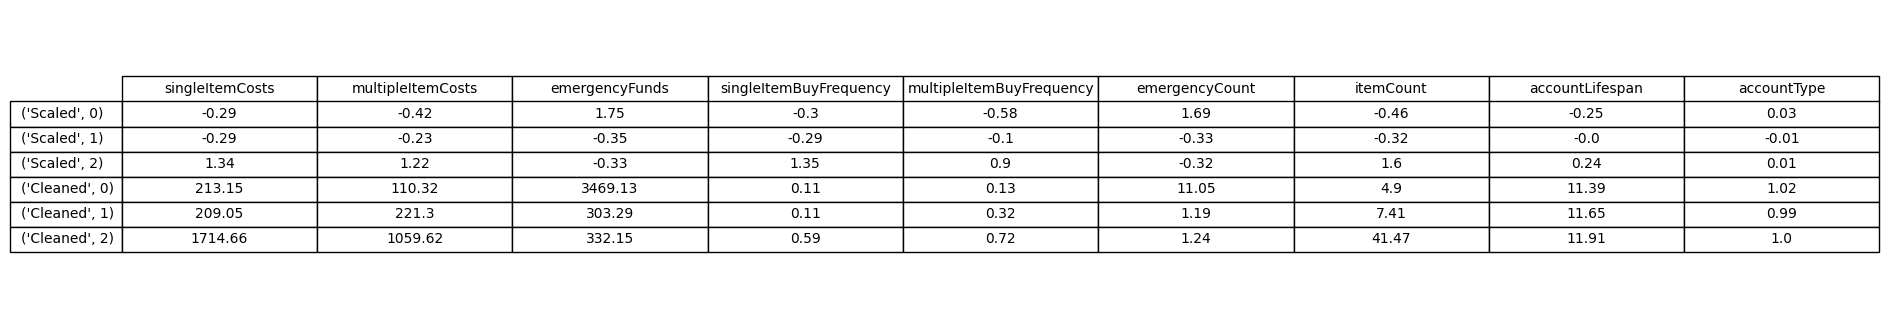 singleItemCosts multipleItemCosts emergencyFunds singleItemBuyFrequency multipleItemBuyFrequency emergencyCount itemCount accountLifespan accountType
('Scaled', 0) -0.29 -0.42 1.75 -0.3 -0.58 1.69 -0.46 -0.25 0.03
('Scaled', 1) -0.29 -0.23 -0.35 -0.29 -0.1 -0.33 -0.32 -0.0 -0.01
('Scaled', 2) 1.34 1.22 -0.33 1.35 0.9 -0.32 1.6 0.24 0.01
('Cleaned', 0) 213.15 110.32 3469.13 0.11 0.13 11.05 4.9 11.39 1.02
('Cleaned', 1) 209.05 221.3 303.29 0.11 0.32 1.19 7.41 11.65 0.99
('Cleaned', 2) 1714.66 1059.62 332.15 0.59 0.72 1.24 41.47 11.91 1.0